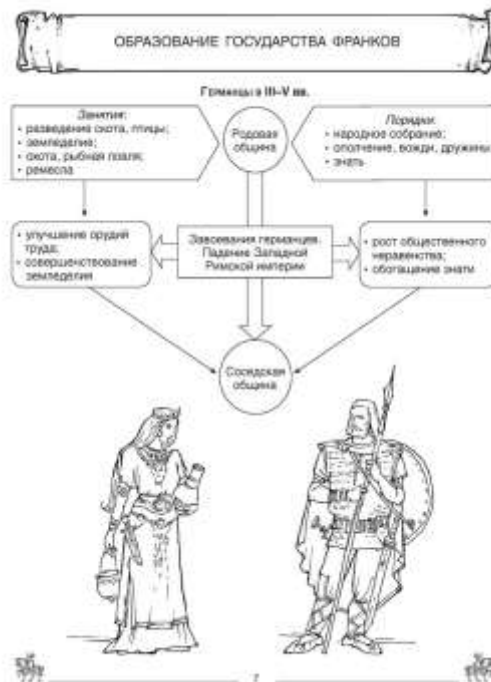 ОБРАЗОВАНИЕ ГОСУДАРСТВА ФРАНКОВ
Германцы в III–V вв.
Занятия:
• разведение скота, птицы;
• земледелие;
• охота, рыбная ловля;
• ремесла
Родовая
община
Порядки:
• народное собрание;
• ополчение, вожди, дружины;
• знать
• улучшение орудий
труда;
• совершенствование
земледелия
Завоевания германцев.
Падение Западной
Римской империи
• рост общественного
неравенства;
• обогащение знати
Соседская
община
7